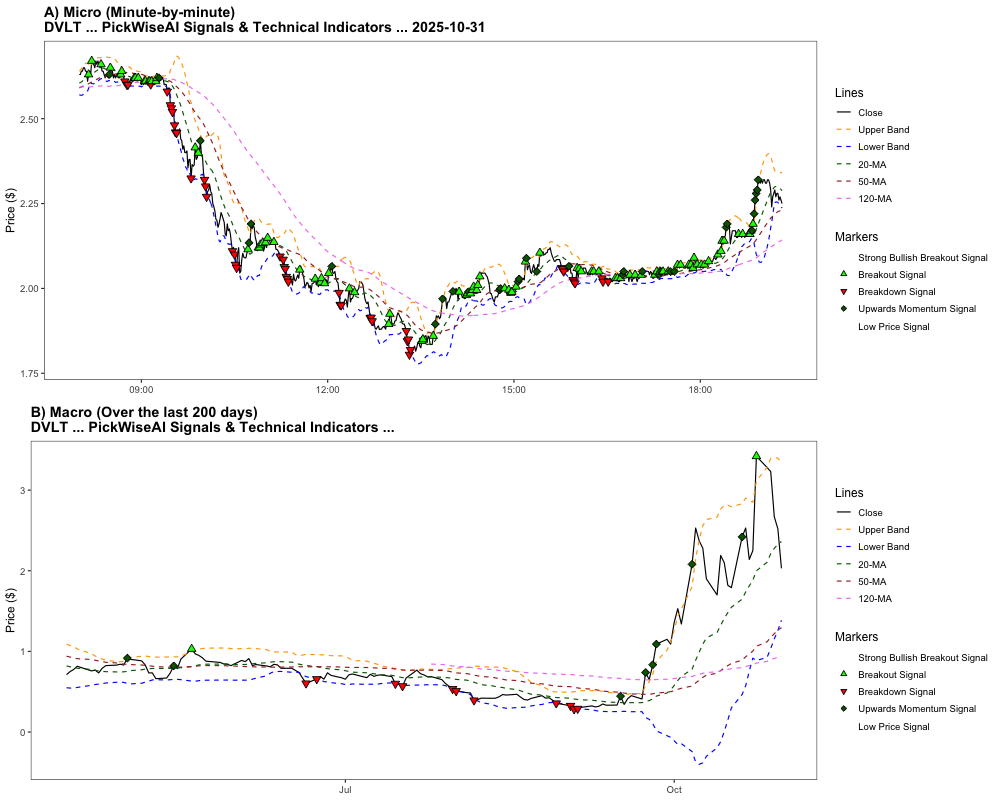 A) Micro (Minute-by-minute)
DVLT ... PickWiseAI Signals & Technical Indicators ... 2025-10-31
Price ($)
2.50
2.25
2.00
1.75
09:00
12:00
15:00
18:00
Lines
Close
Upper Band
Lower Band
20-MA
50-MA
120-MA
Markers
Strong Bullish Breakout Signal
Breakout Signal
Breakdown Signal
Upwards Momentum Signal
Low Price Signal
B) Macro (Over the last 200 days)
DVLT ... PickWiseAI Signals & Technical Indicators ...
Price ($)
3
2
1
0
Jul
Oct
Lines
Close
Upper Band
Lower Band
20-MA
50-MA
120-MA
Markers
Strong Bullish Breakout Signal
Breakout Signal
Breakdown Signal
Upwards Momentum Signal
Low Price Signal